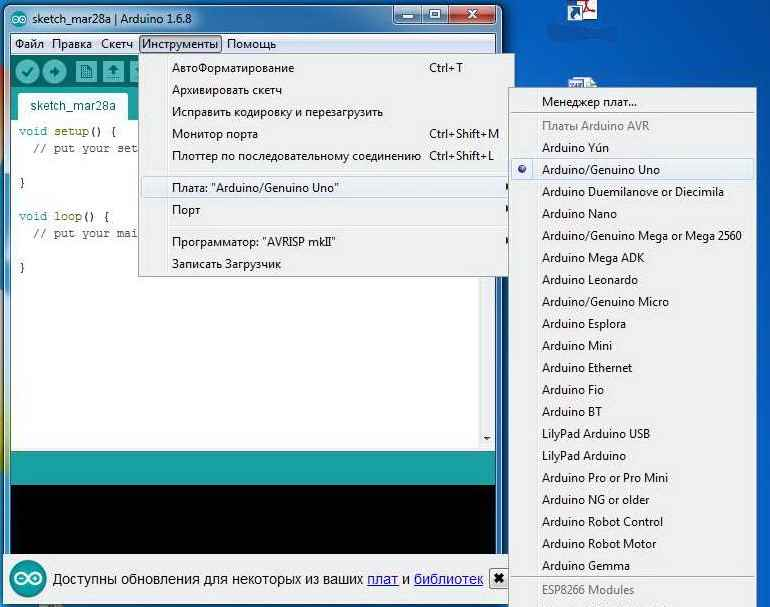 sketch_mar28a | Arduino 1.6.8
Файл Правка Скетч Инструменты Помощь
sketch_mar28a
void setup() {
// put your set
}
void loop() {
// put your mai
}
АвтоФорматирование Ctrl+T
Архивировать скетч
Исправить кодировку и перезагрузить
Монитор порта Ctrl+Shift+M
Плоттер по последовательному соединению Ctrl+Shift+L
Плата: "Arduino/Genuino Uno"
Порт
Программатор: "AVRISP mkII"
Записать Загрузчик
Менеджер плат...
Платы Arduino AVR
Arduino Yún
Arduino/Genuino Uno
Arduino Duemilanove or Diecimila
Arduino Nano
Arduino/Genuino Mega or Mega 2560
Arduino Mega ADK
Arduino Leonardo
Arduino/Genuino Micro
Arduino Esplora
Arduino Mini
Arduino Ethernet
Arduino Fio
Arduino BT
LilyPad Arduino USB
LilyPad Arduino
Arduino Pro or Pro Mini
Arduino NG or older
Arduino Robot Control
Arduino Robot Motor
Arduino Gemma
ESP8266 Modules
Доступны обновления для некоторых из ваших плат и библиотек